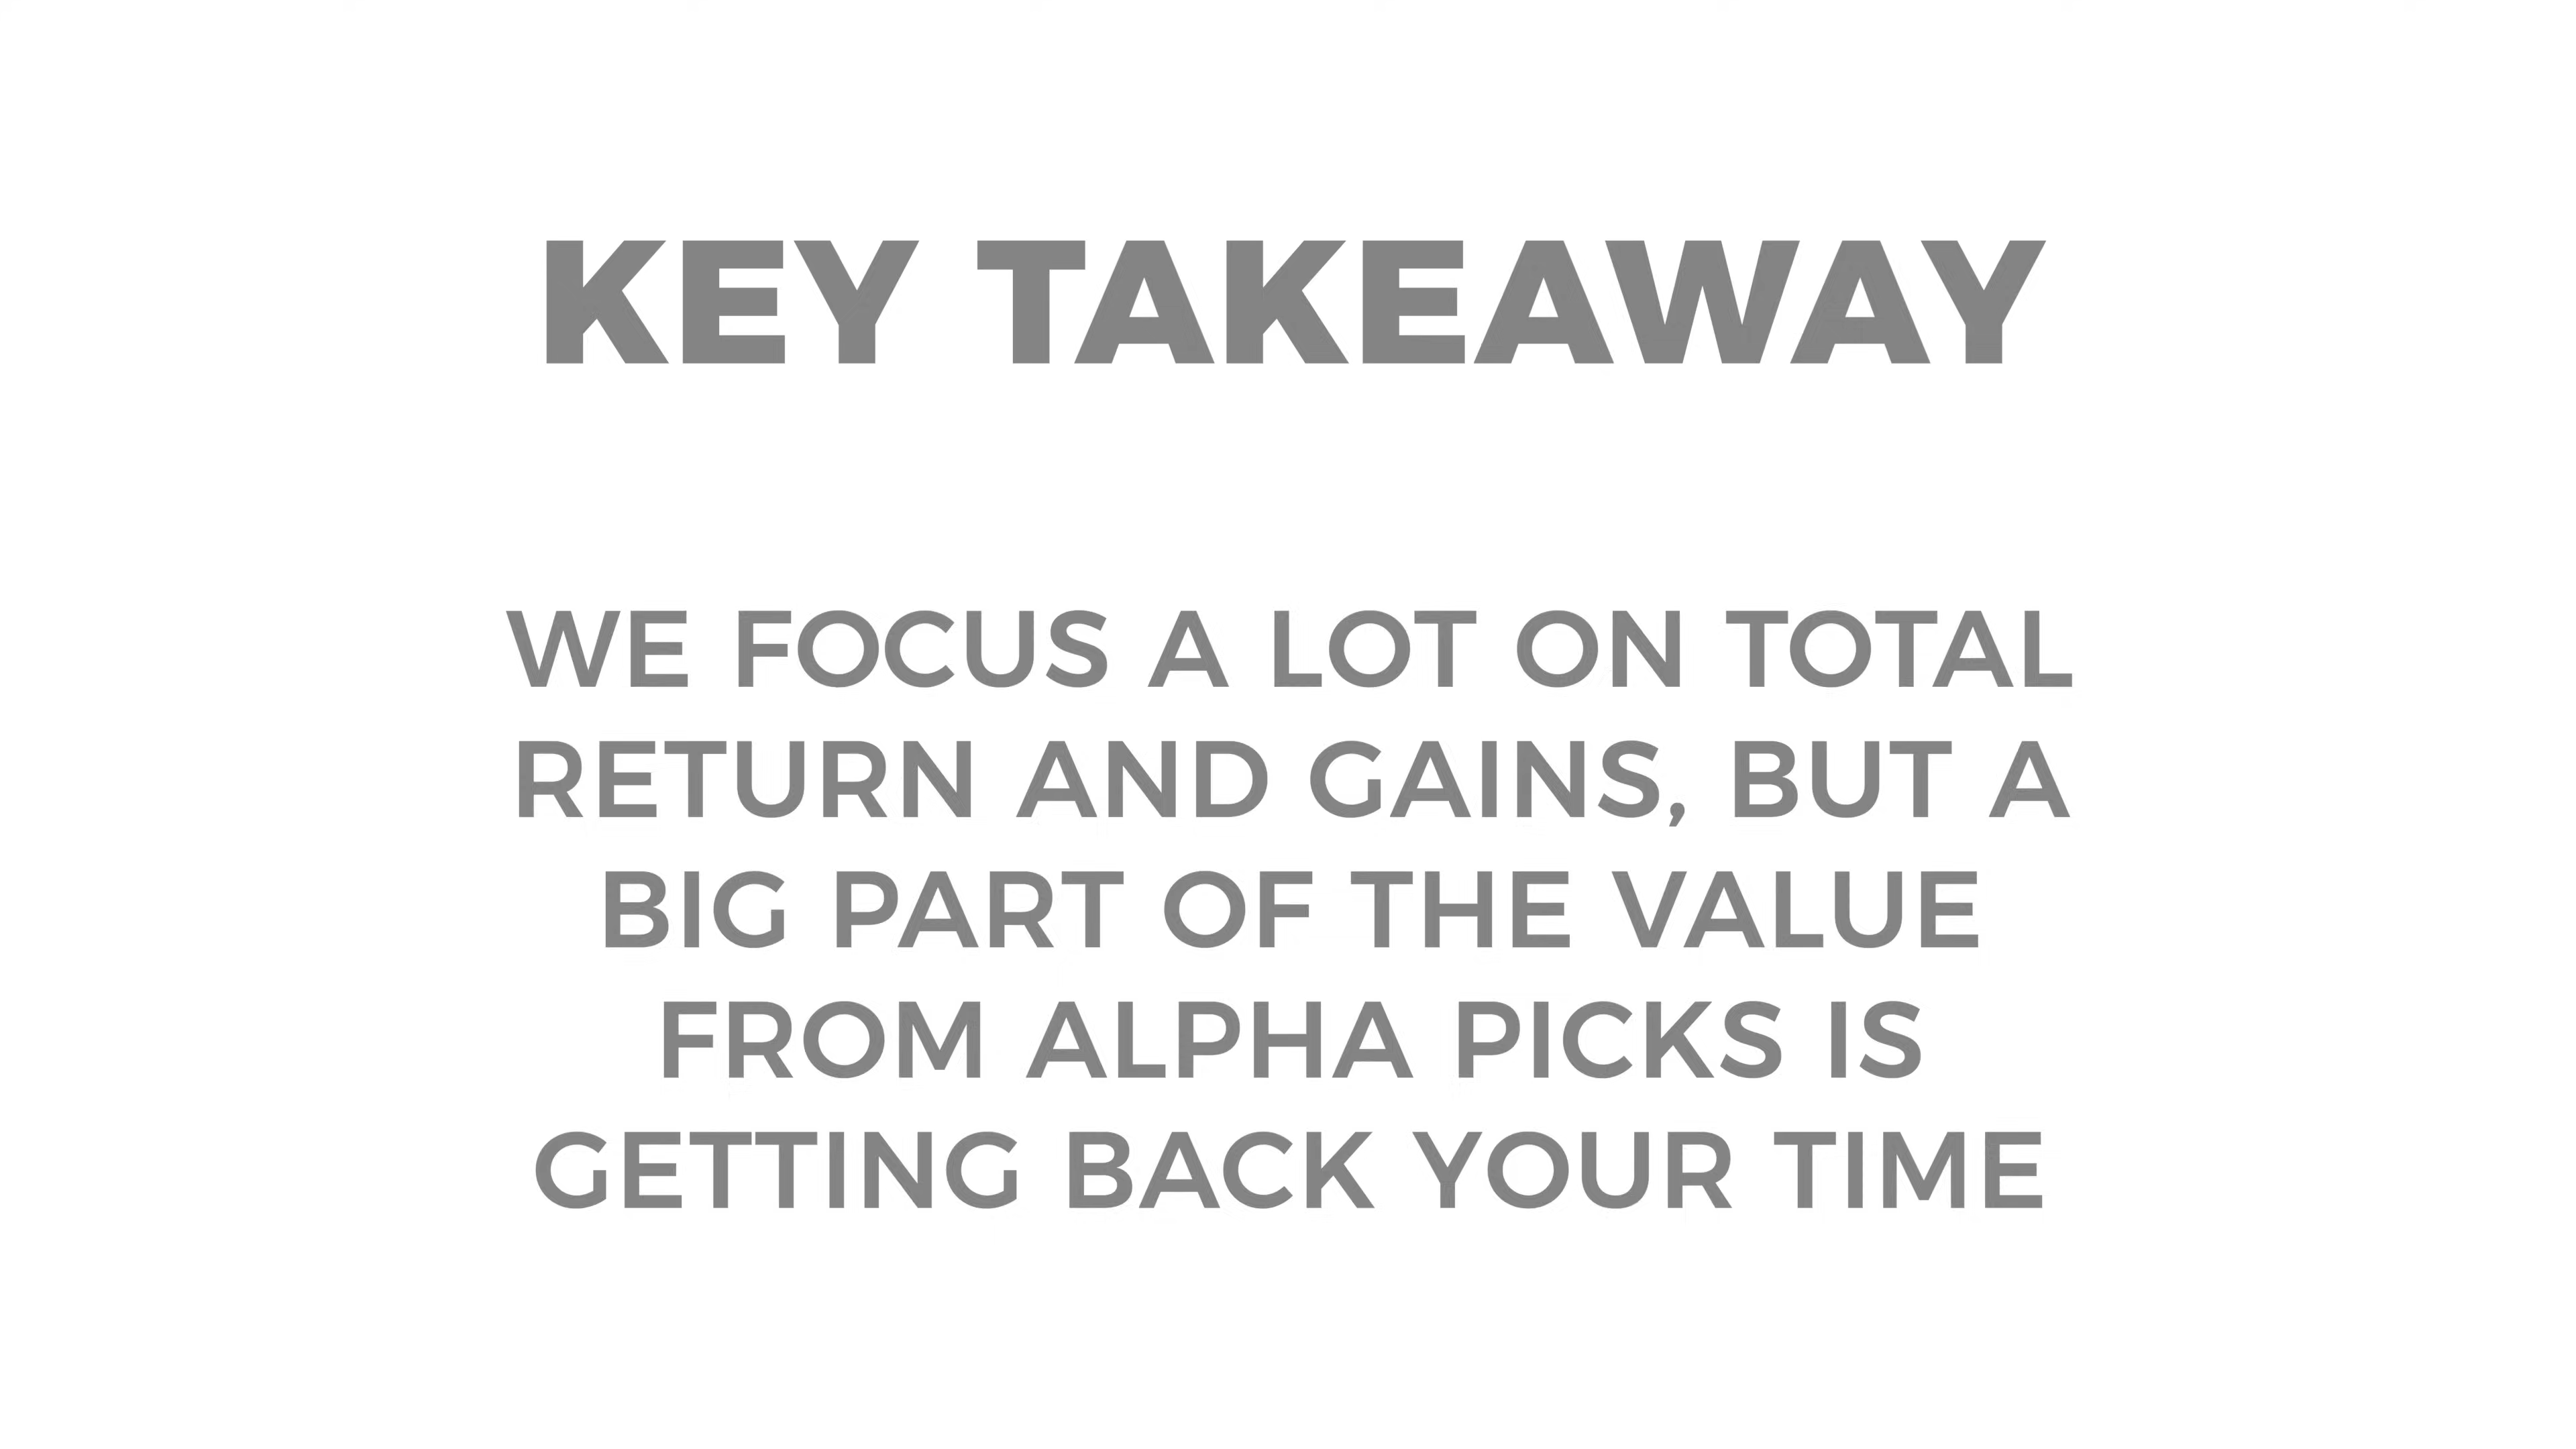 KEY TAKEAWAY
WE FOCUS A LOT ON TOTAL
RETURN AND GAINS, BUT A
BIG PART OF THE VALUE
FROM ALPHA PICKS IS
GETTING BACK YOUR TIME